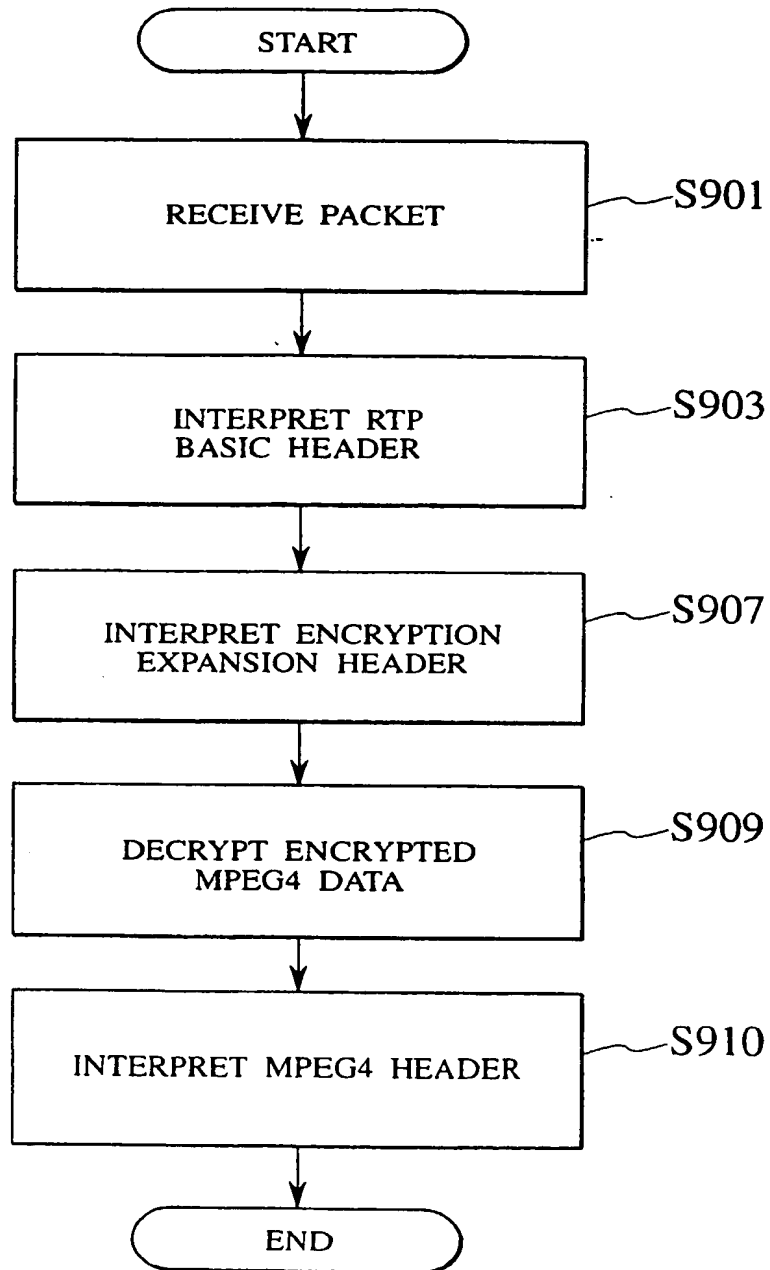 START
RECEIVE PACKET
S901
INTERPRET RTP
BASIC HEADER
S903
INTERPRET ENCRYPTION
EXPANSION HEADER
S907
DECRYPT ENCRYPTED
MPEG4 DATA
S909
INTERPRET MPEG4 HEADER
S910
END